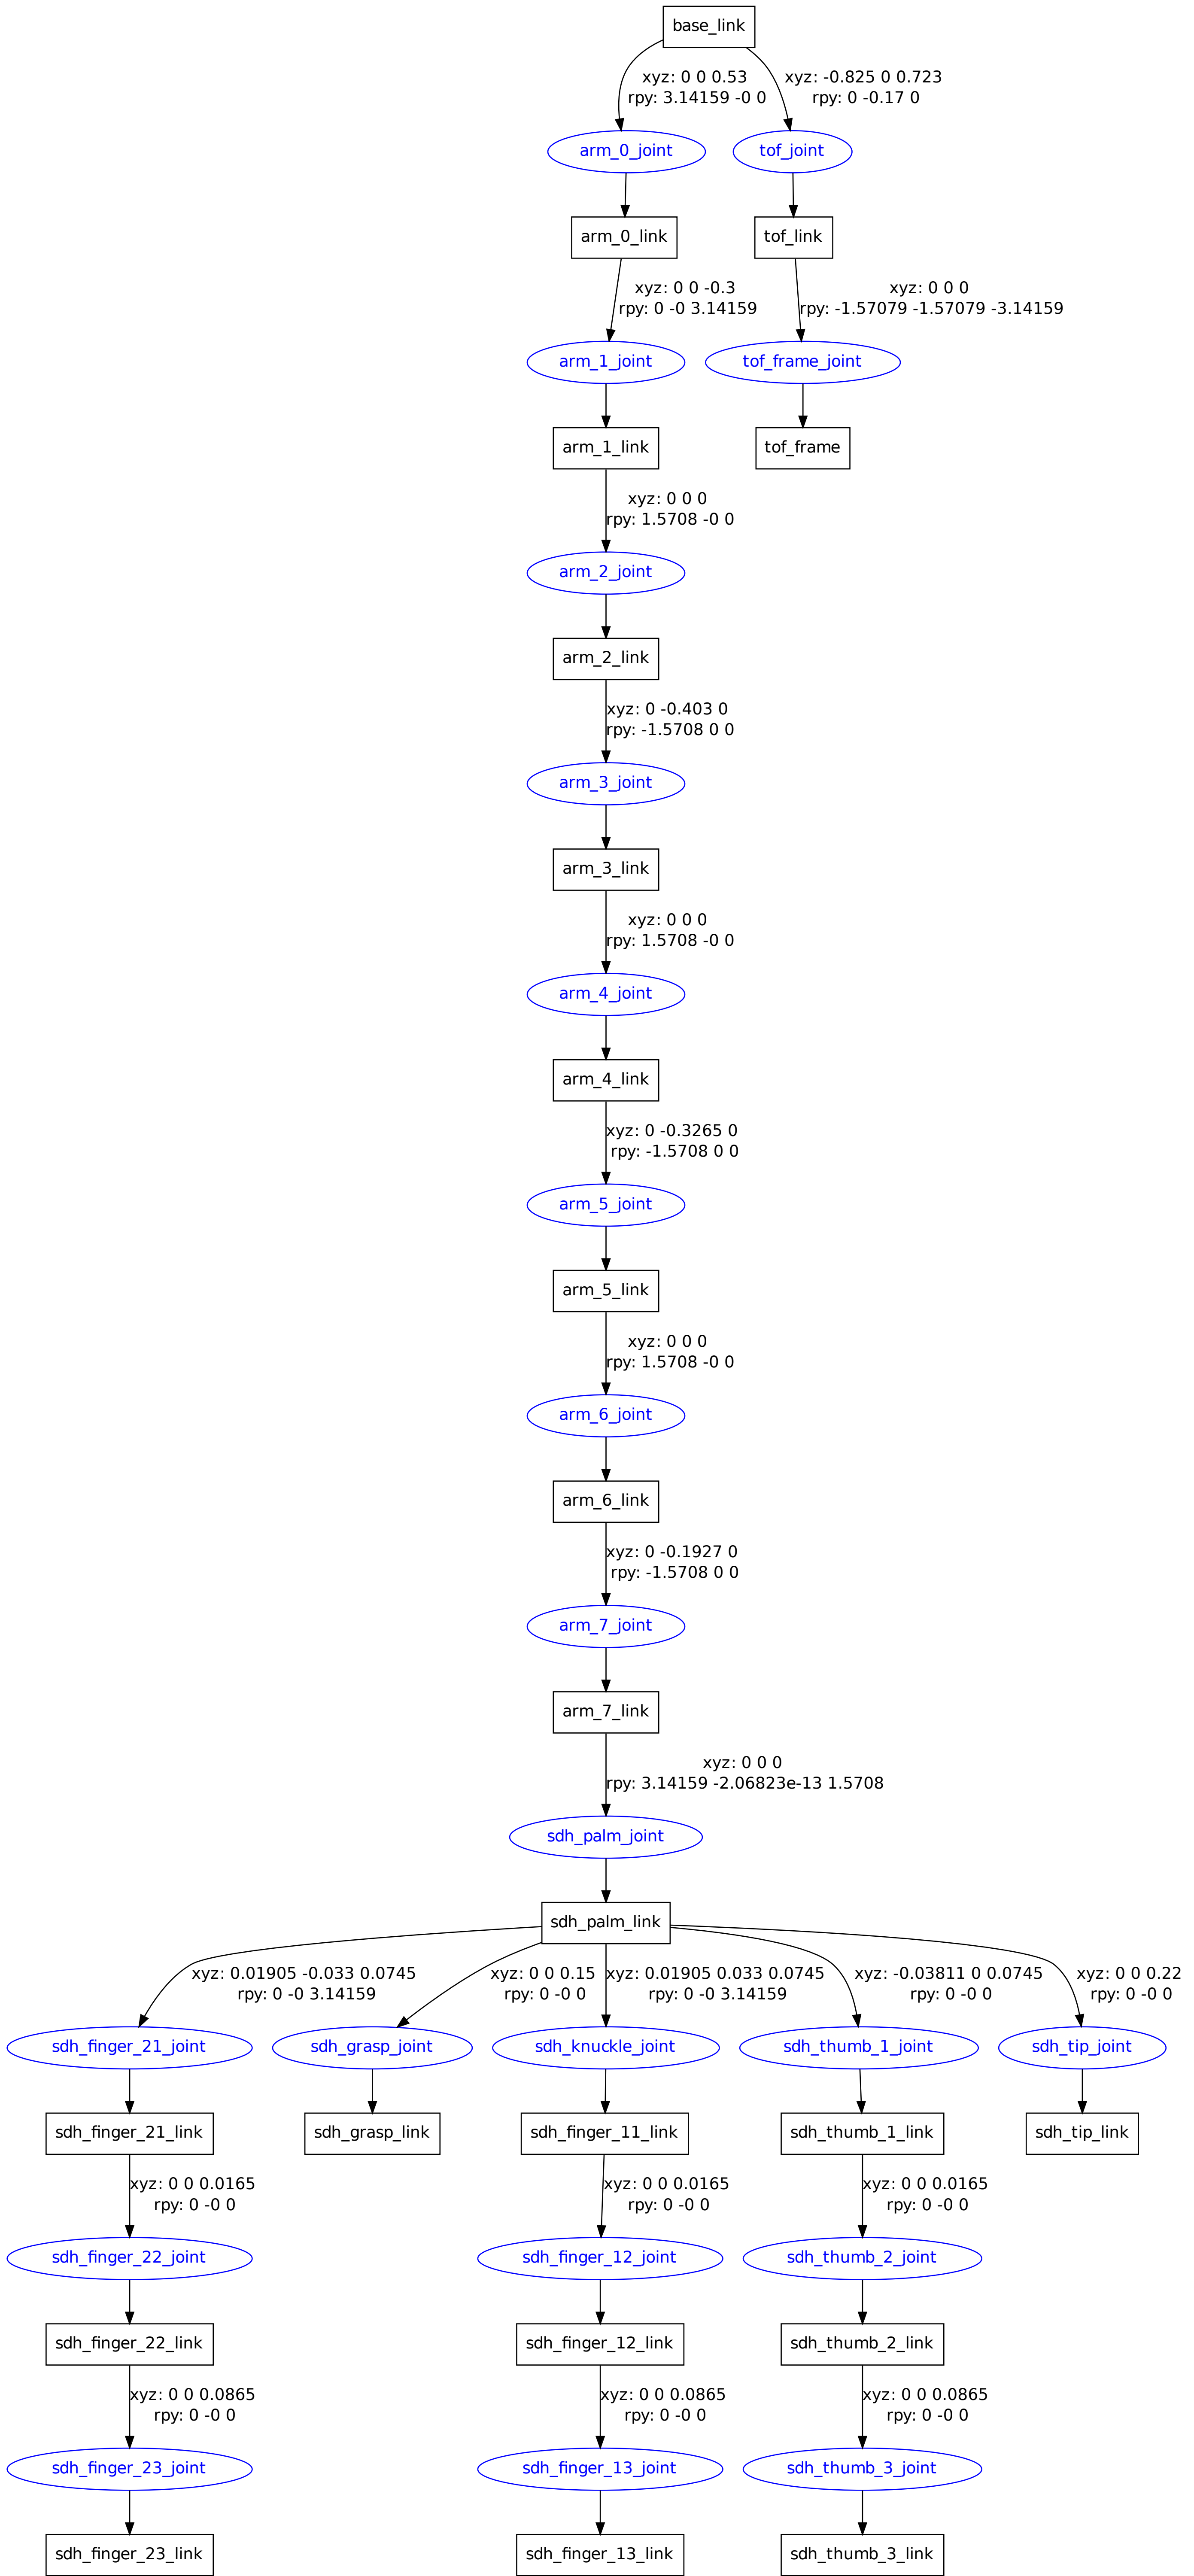 base_link
xyz: 0 0 0.53
rpy: 3.14159 -0 0
xyz: -0.825 0 0.723
rpy: 0 -0.17 0
arm_0_joint
tof_joint
arm_0_link
tof_link
xyz: 0 0 -0.3
rpy: 0 -0 3.14159
xyz: 0 0 0
rpy: -1.57079 -1.57079 -3.14159
arm_1_joint
tof_frame_joint
arm_1_link
tof_frame
xyz: 0 0 0
rpy: 1.5708 -0 0
arm_2_joint
arm_2_link
xyz: 0 -0.403 0
rpy: -1.5708 0 0
arm_3_joint
arm_3_link
xyz: 0 0 0
rpy: 1.5708 -0 0
arm_4_joint
arm_4_link
xyz: 0 -0.3265 0
rpy: -1.5708 0 0
arm_5_joint
arm_5_link
xyz: 0 0 0
rpy: 1.5708 -0 0
arm_6_joint
arm_6_link
xyz: 0 -0.1927 0
rpy: -1.5708 0 0
arm_7_joint
arm_7_link
xyz: 0 0 0
rpy: 3.14159 -2.06823e-13 1.5708
sdh_palm_joint
sdh_palm_link
xyz: 0.01905 -0.033 0.0745
rpy: 0 -0 3.14159
xyz: 0 0 0.15
rpy: 0 -0 0
xyz: 0.01905 0.033 0.0745
rpy: 0 -0 3.14159
xyz: -0.03811 0 0.0745
rpy: 0 -0 0
xyz: 0 0 0.22
rpy: 0 -0 0
sdh_finger_21_joint
sdh_grasp_joint
sdh_knuckle_joint
sdh_thumb_1_joint
sdh_tip_joint
sdh_finger_21_link
sdh_grasp_link
sdh_finger_11_link
sdh_thumb_1_link
sdh_tip_link
xyz: 0 0 0.0165
rpy: 0 -0 0
xyz: 0 0 0.0165
rpy: 0 -0 0
xyz: 0 0 0.0165
rpy: 0 -0 0
sdh_finger_22_joint
sdh_finger_12_joint
sdh_thumb_2_joint
sdh_finger_22_link
sdh_finger_12_link
sdh_thumb_2_link
xyz: 0 0 0.0865
rpy: 0 -0 0
xyz: 0 0 0.0865
rpy: 0 -0 0
xyz: 0 0 0.0865
rpy: 0 -0 0
sdh_finger_23_joint
sdh_finger_13_joint
sdh_thumb_3_joint
sdh_finger_23_link
sdh_finger_13_link
sdh_thumb_3_link